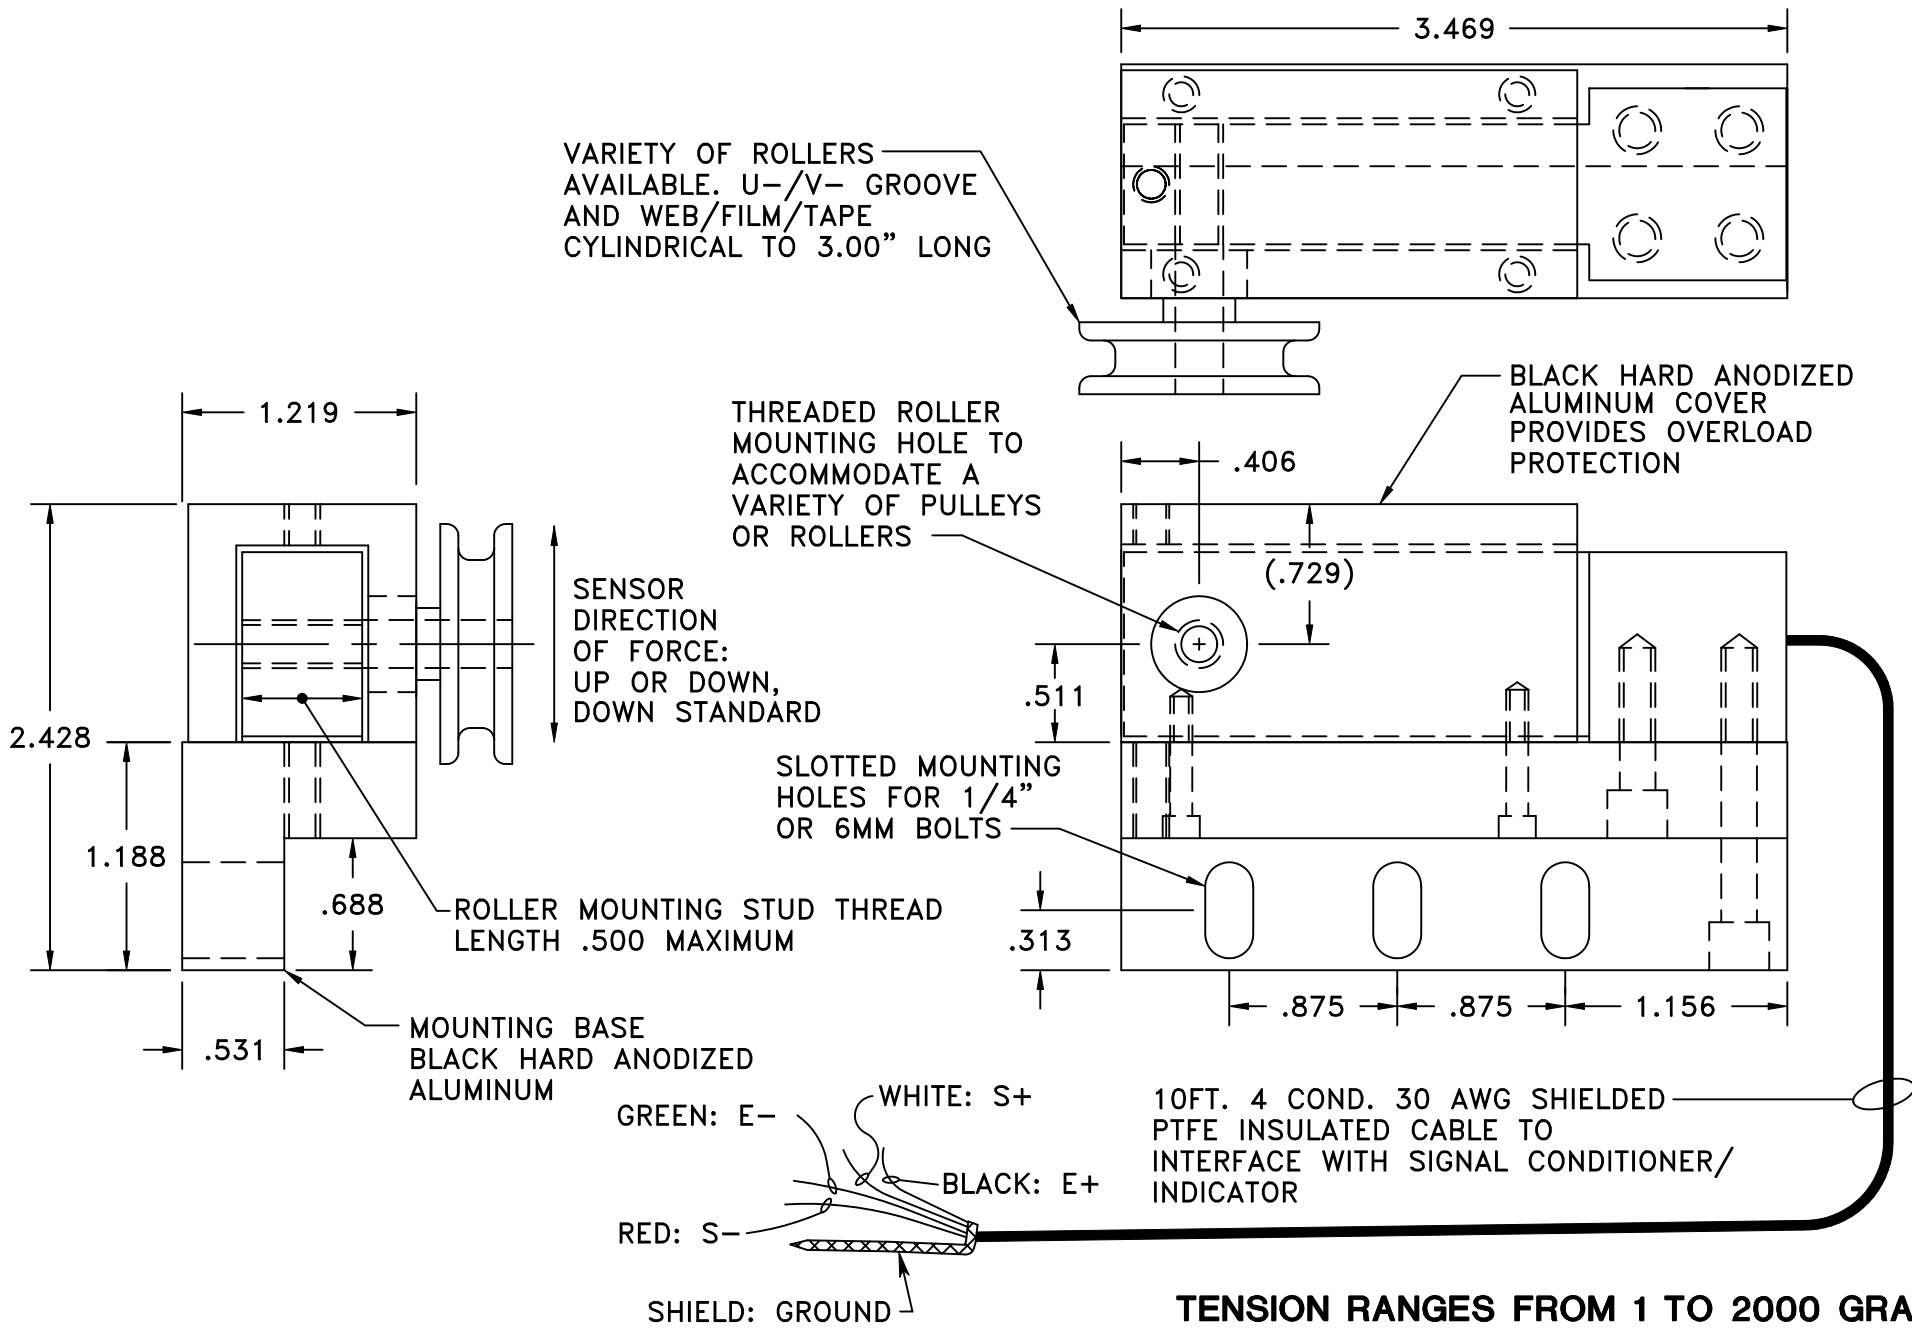 3.469
VARIETY OF ROLLERS
AVAILABLE. U-/V- GROOVE
AND WEB/FILM/TAPE
CYLINDRICAL TO 3.00" LONG
BLACK HARD ANODIZED
ALUMINUM COVER
PROVIDES OVERLOAD
PROTECTION
1.219
THREADED ROLLER
MOUNTING HOLE TO
ACCOMMODATE A
VARIETY OF PULLEYS
OR ROLLERS
.406
(.729)
SENSOR
DIRECTION
OF FORCE:
UP OR DOWN,
DOWN STANDARD
.511
2.428
SLOTTED MOUNTING
HOLES FOR 1/4"
OR 6MM BOLTS
1.188
.688
ROLLER MOUNTING STUD THREAD
LENGTH .500 MAXIMUM
.313
.875
.875
1.156
.531
MOUNTING BASE
BLACK HARD ANODIZED
ALUMINUM
GREEN: E-
WHITE: S+
BLACK: E+
RED: S-
SHIELD: GROUND
10FT. 4 COND. 30 AWG SHIELDED
PTFE INSULATED CABLE TO
INTERFACE WITH SIGNAL CONDITIONER/
INDICATOR
TENSION RANGES FROM 1 TO 2000 GRA